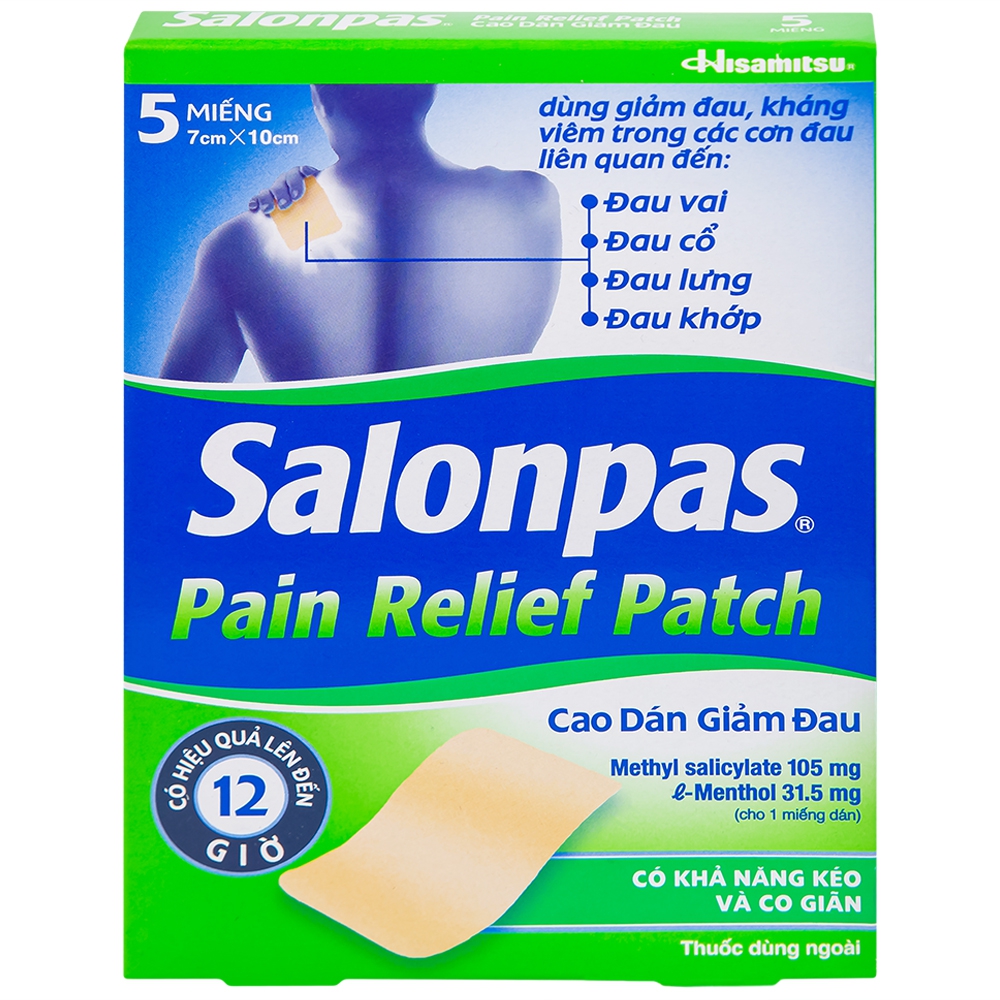 Salonpas® Pain Relief Patch
Cao Dán Giảm Đau
5
MIẾNG
Hisamitsu®
5 MIẾNG
7cm×10cm
dùng giảm đau, kháng
viêm trong các cơn đau
liên quan đến:
Đau vai
Đau cổ
Đau lưng
Đau khớp
Salonpas®
Pain Relief Patch
Cao Dán Giảm Đau
Methyl salicylate 105 mg
ℓ-Menthol 31.5 mg
(cho 1 miếng dán)
CÓ HIỆU QUẢ LÊN ĐẾN
12
GIỜ
CÓ KHẢ NĂNG KÉO
VÀ CO GIÃN
Thuốc dùng ngoài